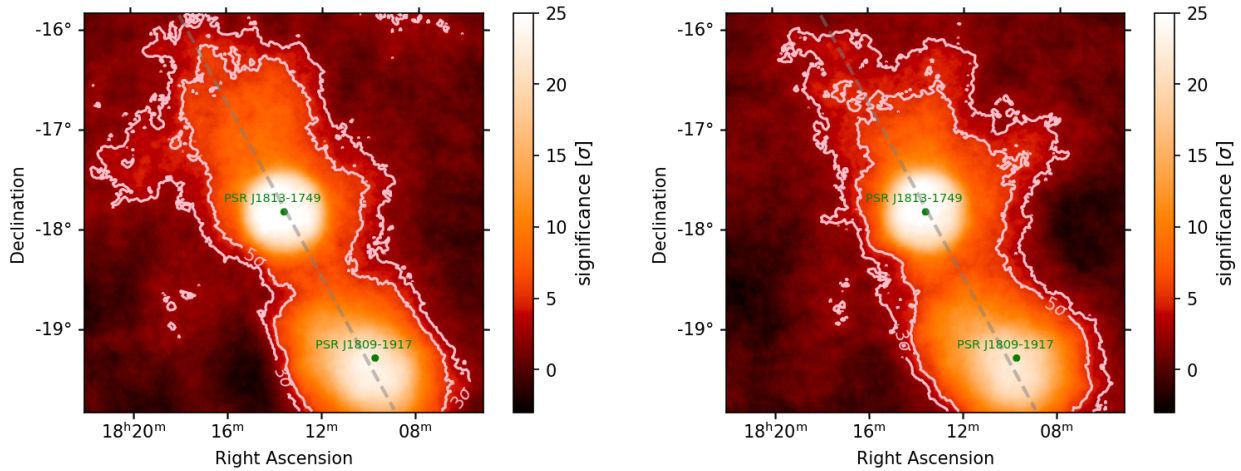 -16°
-17°
-18°
-19°
Declination
PSR J1813-1749
PSR J1809-1917
5σ
3σ
3σ
18ʰ20ᵐ
16ᵐ
12ᵐ
08ᵐ
Right Ascension
25
20
15
10
5
0
significance [σ]
-16°
-17°
-18°
-19°
Declination
PSR J1813-1749
PSR J1809-1917
5σ
3σ
18ʰ20ᵐ
16ᵐ
12ᵐ
08ᵐ
Right Ascension
25
20
15
10
5
0
significance [σ]